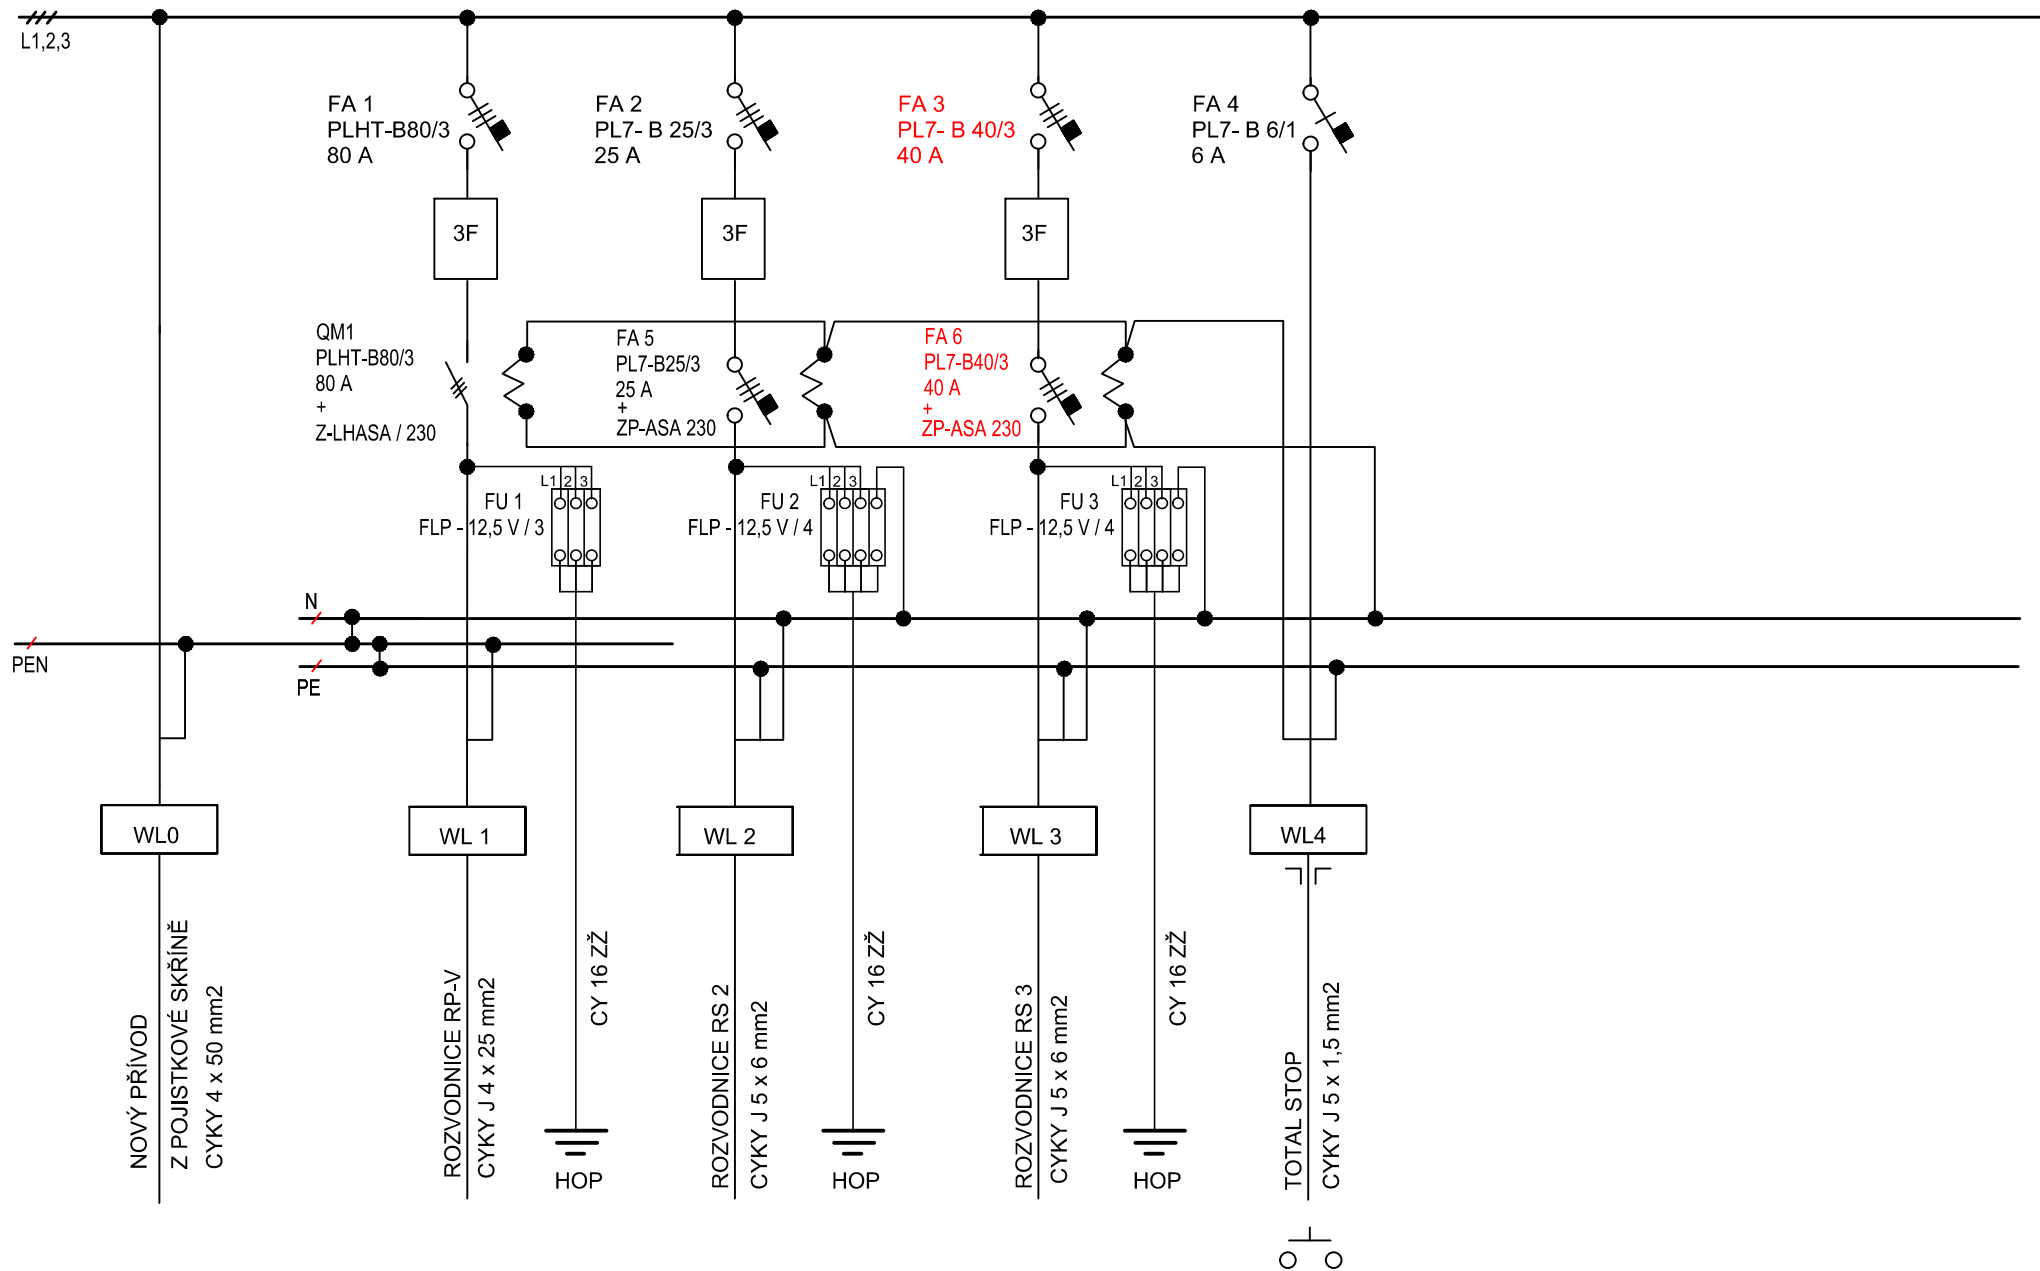 L1,2,3
FA 1
PLHT-B80/3
80 A
FA 2
PL7- B 25/3
25 A
FA 3
PL7- B 40/3
40 A
FA 4
PL7- B 6/1
6 A
3F
3F
3F
QM1
PLHT-B80/3
80 A
+
Z-LHASA / 230
FA 5
PL7-B25/3
25 A
+
ZP-ASA 230
FA 6
PL7-B40/3
40 A
+
ZP-ASA 230
L1 2 3
FU 1
FLP - 12,5 V / 3
L1 2 3
FU 2
FLP - 12,5 V / 4
L1 2 3
FU 3
FLP - 12,5 V / 4
N
PEN
PE
WL0
WL 1
WL 2
WL 3
WL4
NOVÝ PŘÍVOD
Z POJISTKOVÉ SKŘÍNĚ
CYKY 4 x 50 mm2
ROZVODNICE RP-V
CYKY J 4 x 25 mm2
CY 16 ZŽ
HOP
ROZVODNICE RS 2
CYKY J 5 x 6 mm2
CY 16 ZŽ
HOP
ROZVODNICE RS 3
CYKY J 5 x 6 mm2
CY 16 ZŽ
HOP
TOTAL STOP
CYKY J 5 x 1,5 mm2